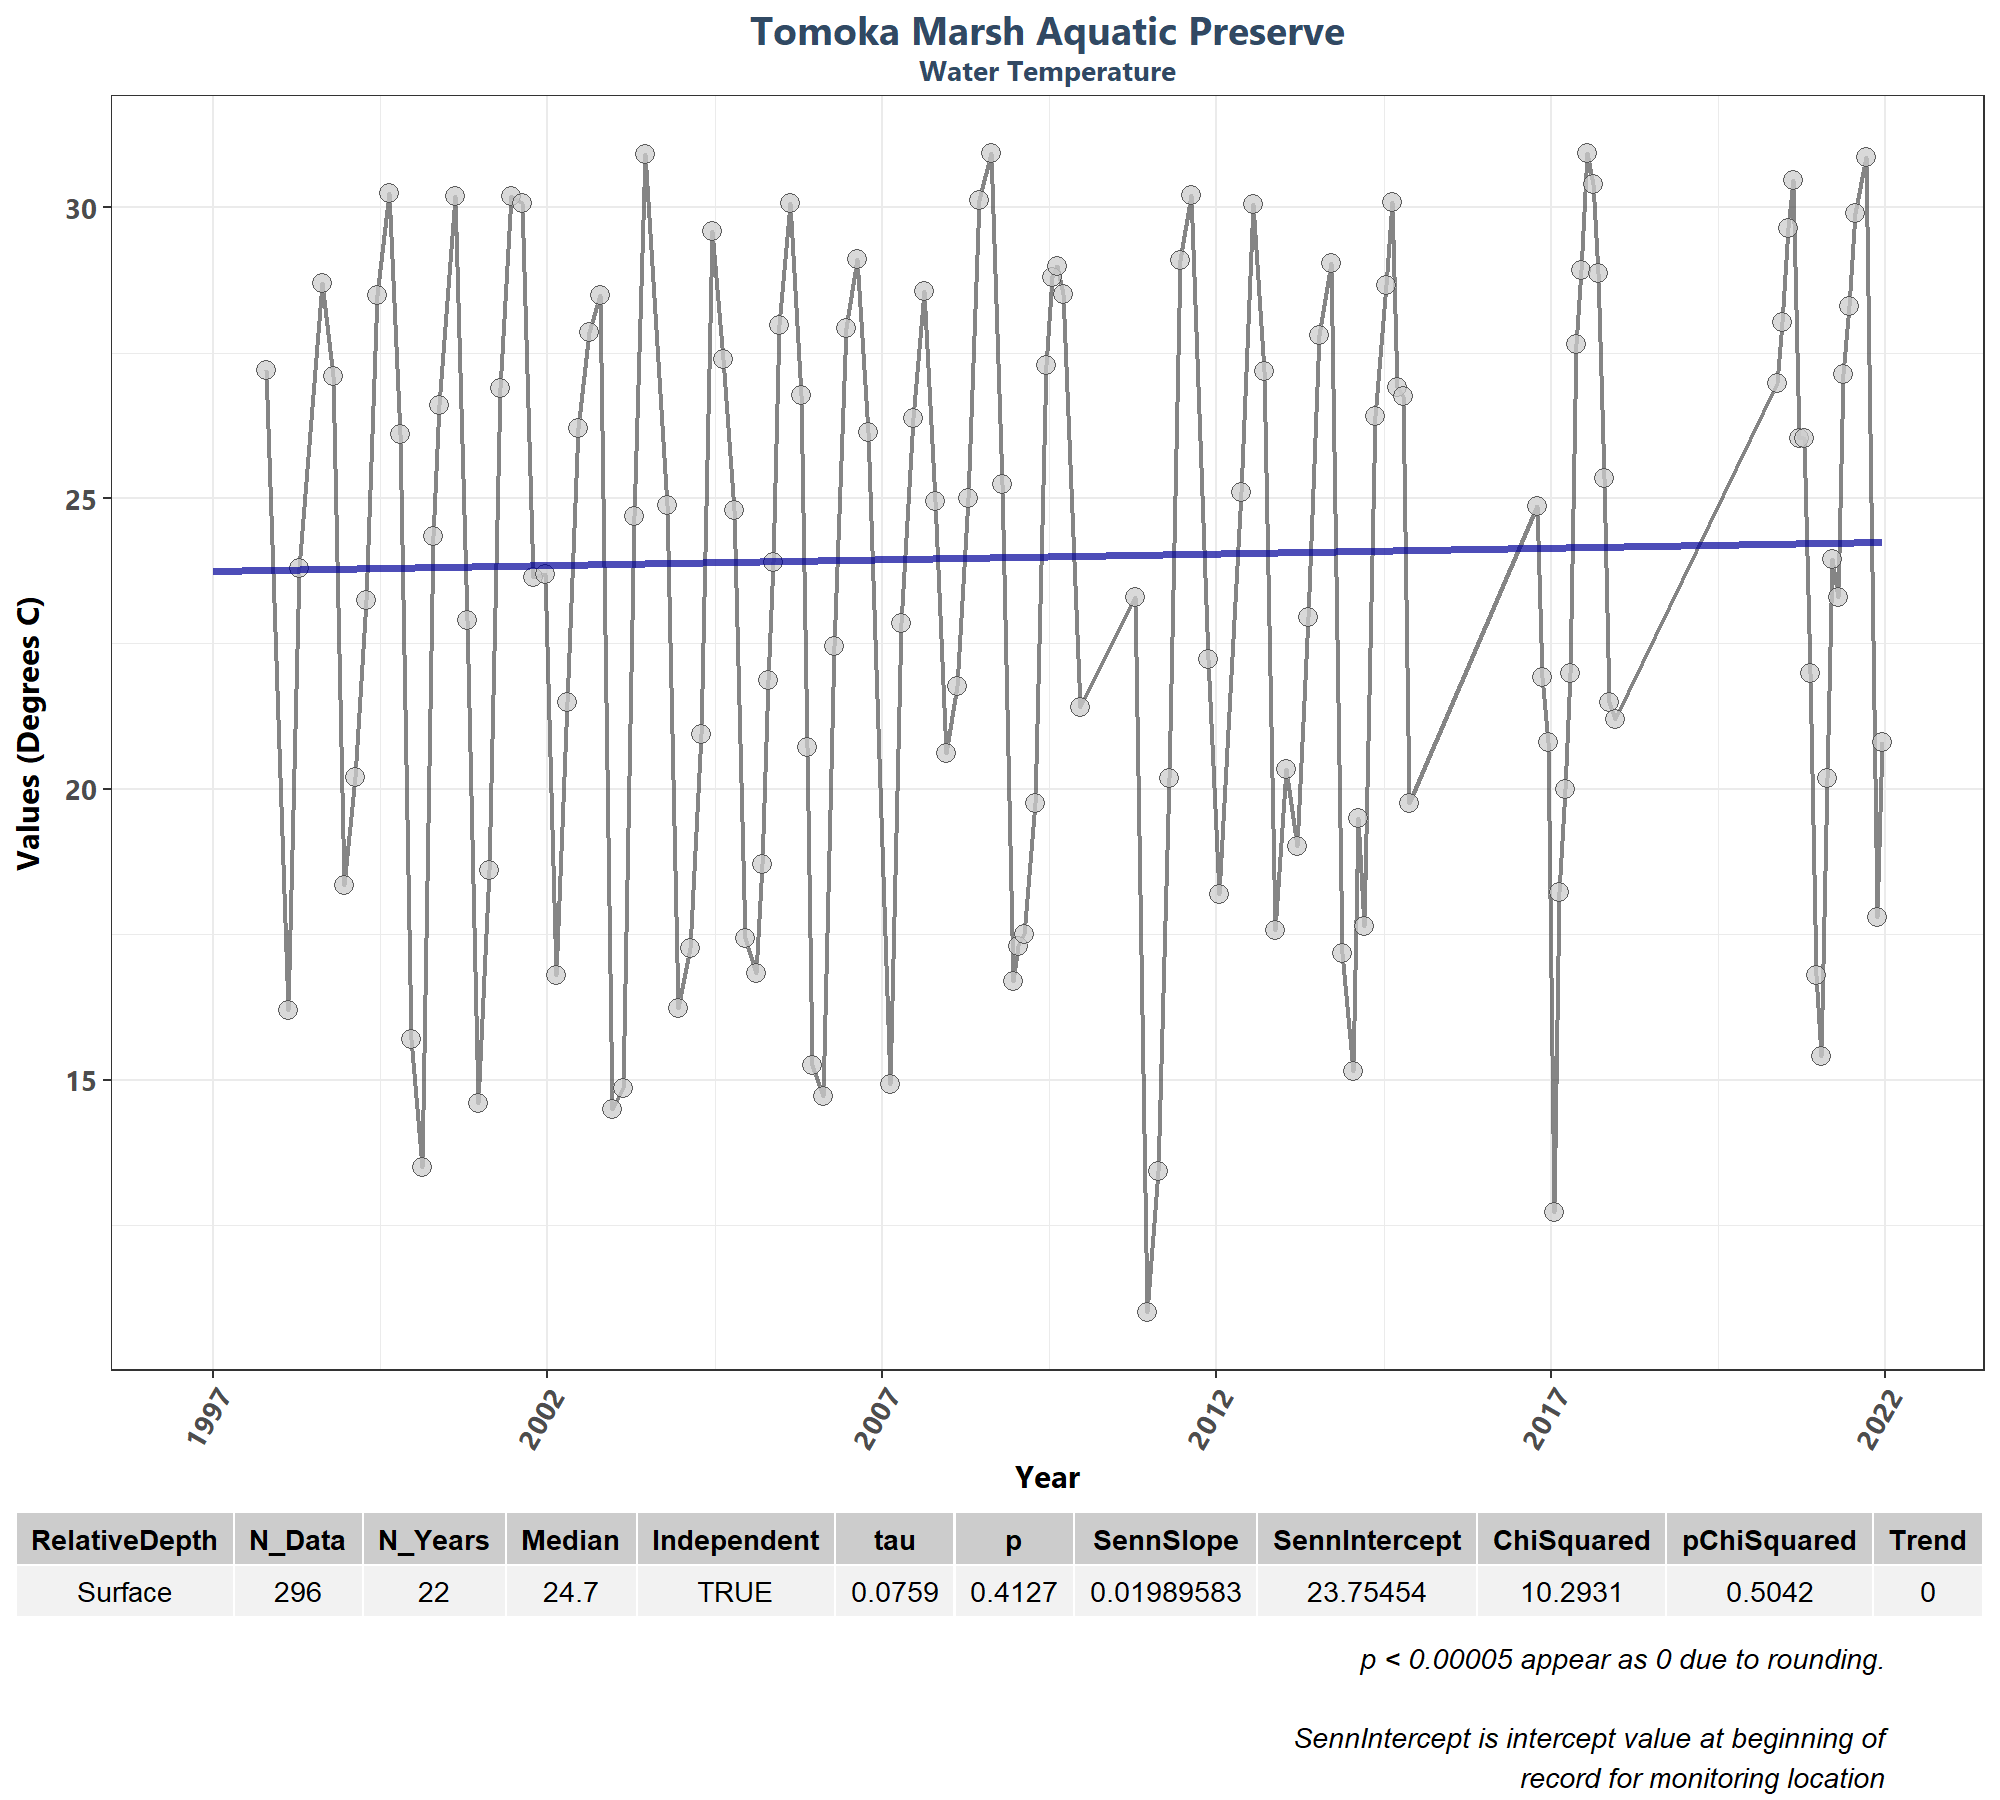 Tomoka Marsh Aquatic Preserve
Water Temperature
Values (Degrees C)
30
25
20
15
1997 2002 2007 2012 2017 2022
Year
RelativeDepth N_Data N_Years Median Independent tau p SennSlope SennIntercept ChiSquared pChiSquared Trend
Surface 296 22 24.7 TRUE 0.0759 0.4127 0.01989583 23.75454 10.2931 0.5042 0
p < 0.00005 appear as 0 due to rounding.
SennIntercept is intercept value at beginning of
record for monitoring location